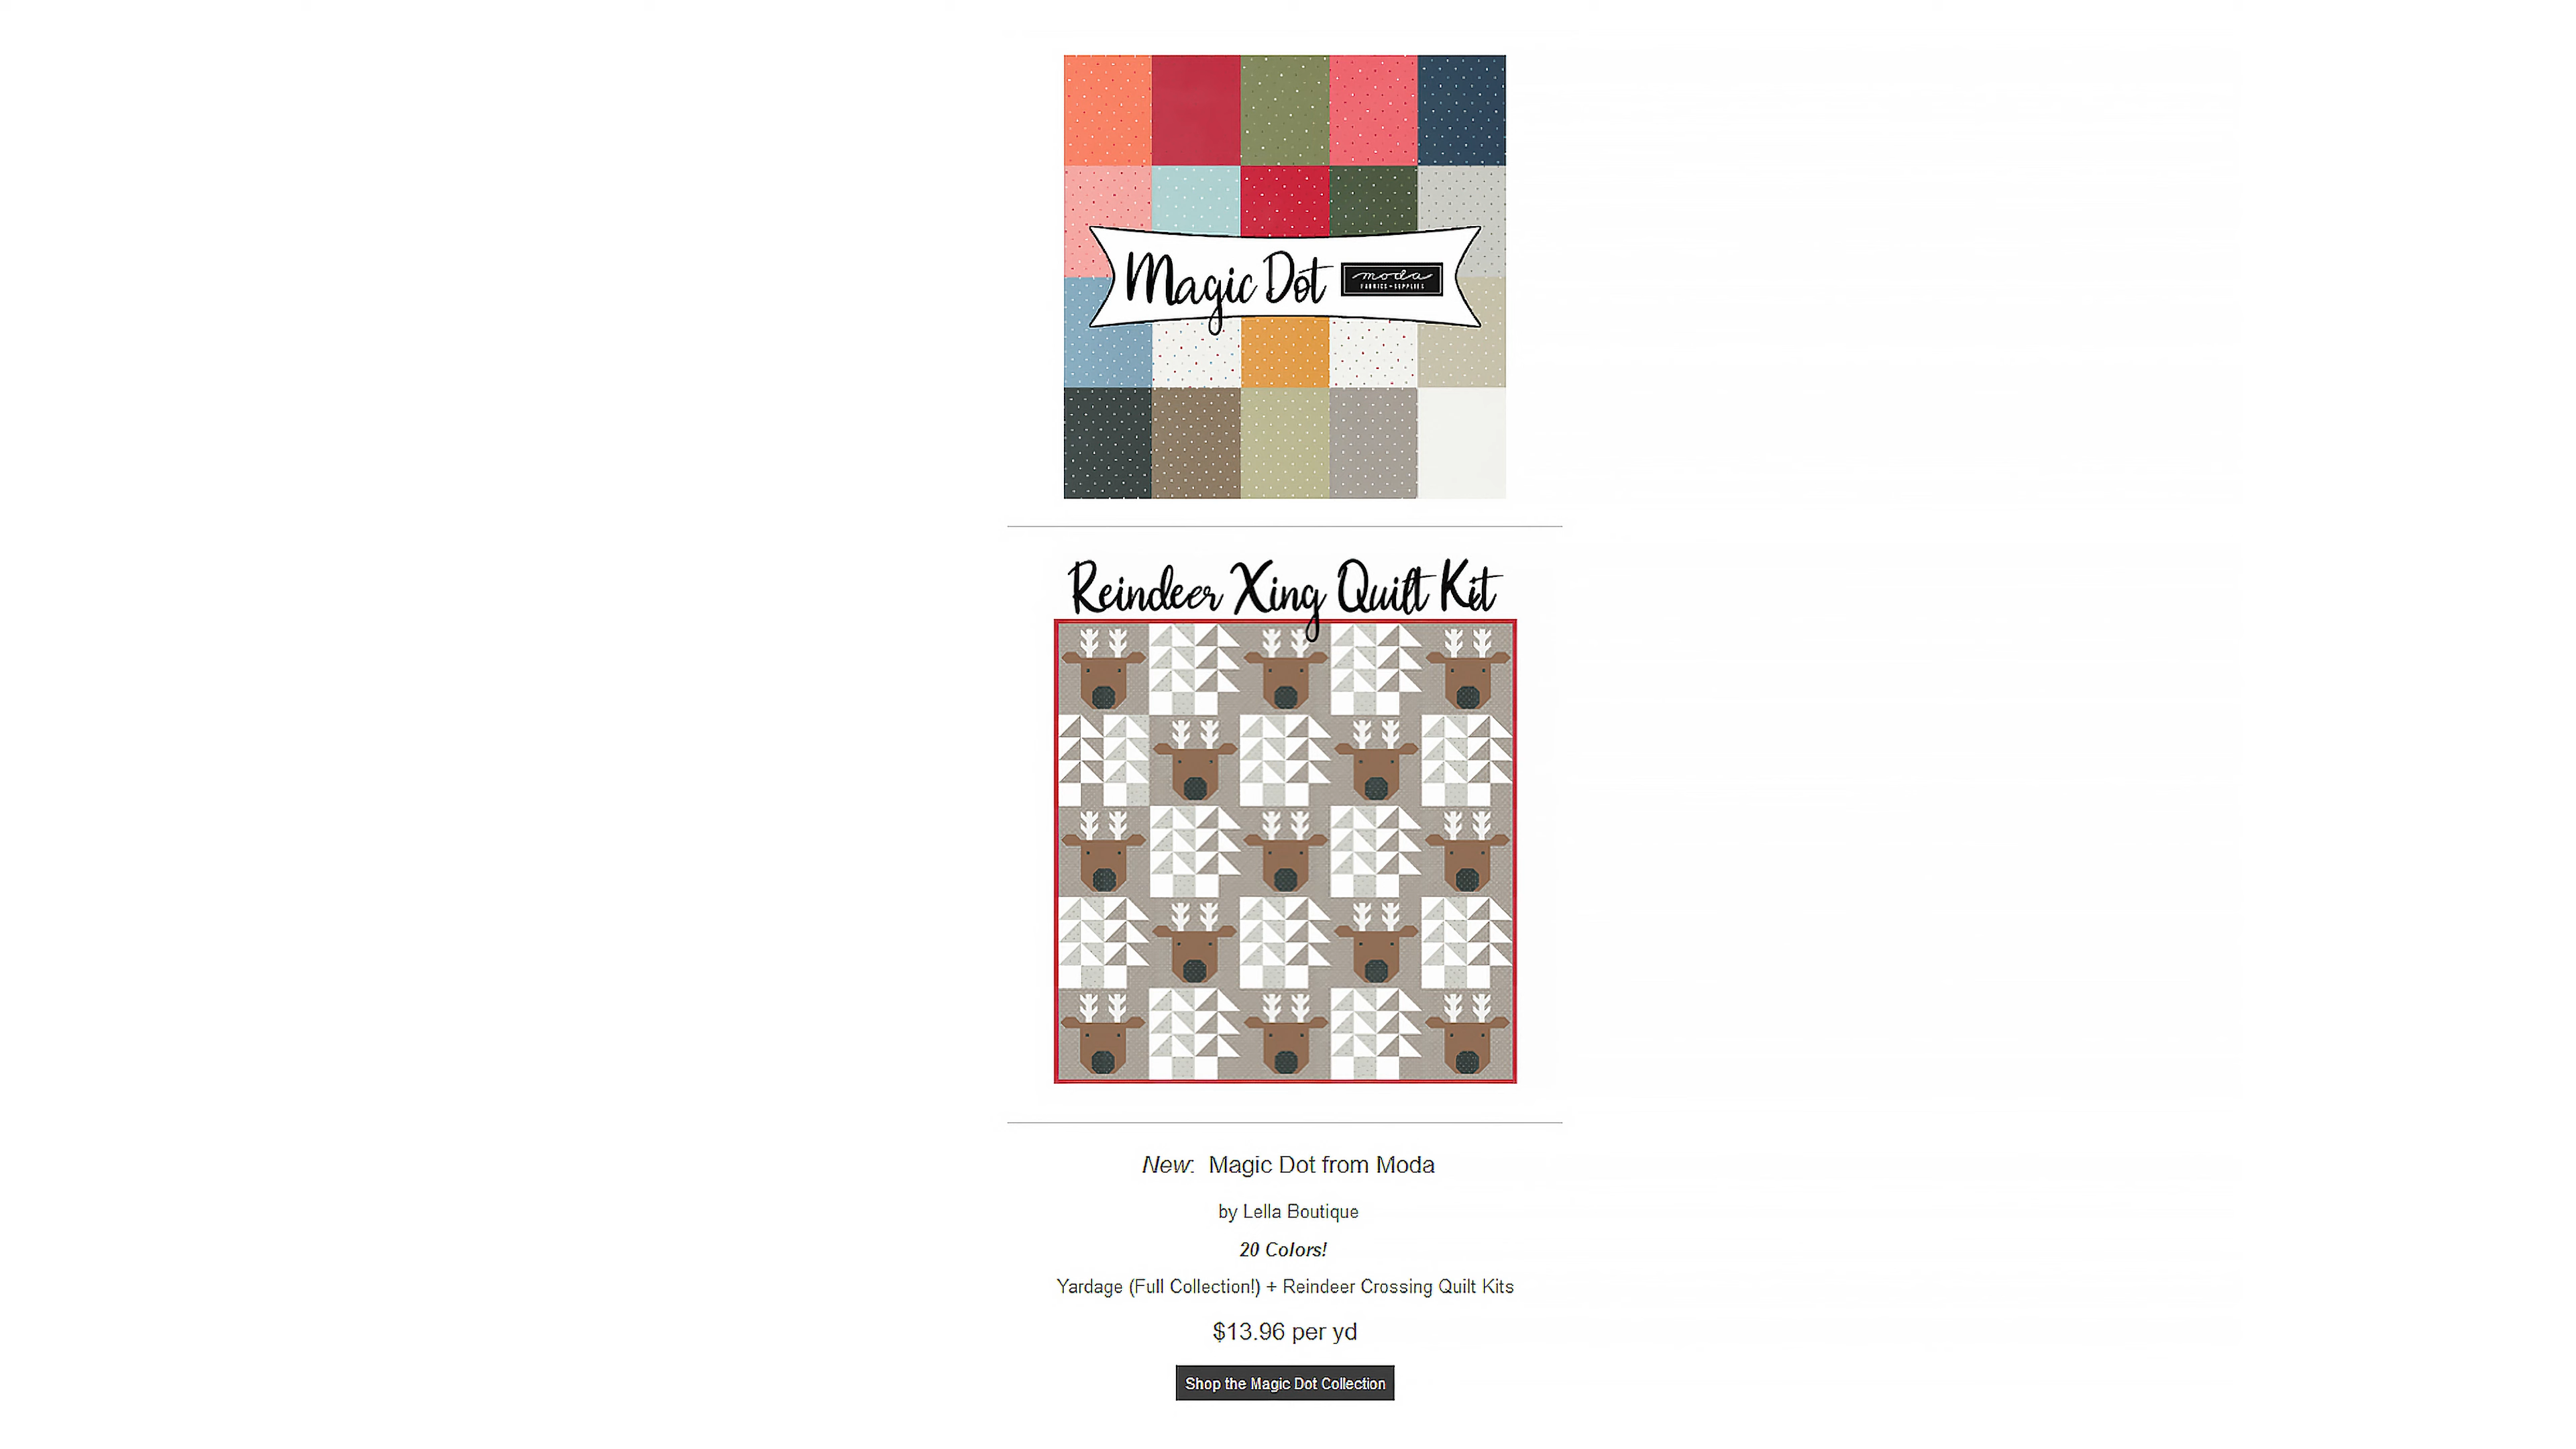 Magic Dot
moda
FABRICS + SUPPLIES
Reindeer Xing Quilt Kit
New:  Magic Dot from Moda
by Lella Boutique
20 Colors!
Yardage (Full Collection!) + Reindeer Crossing Quilt Kits
$13.96 per yd
Shop the Magic Dot Collection